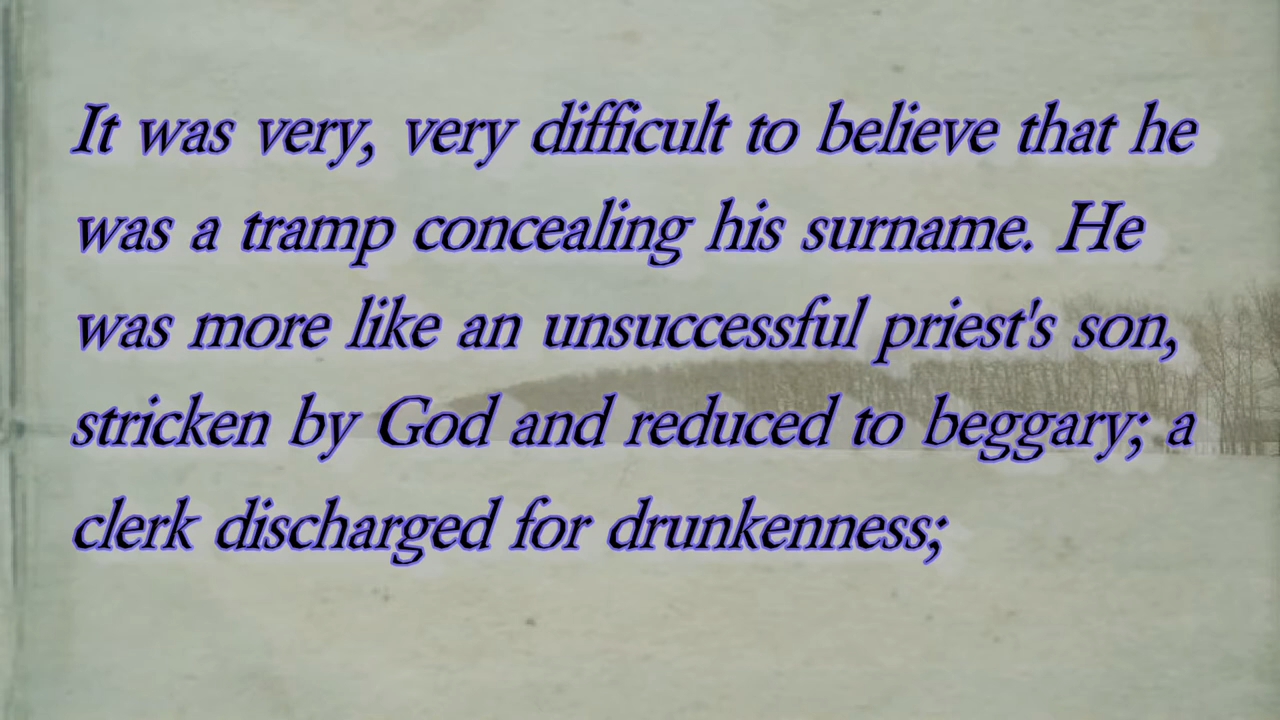 It was very, very difficult to believe that he
was a tramp concealing his surname. He
was more like an unsuccessful priest's son,
stricken by God and reduced to beggary; a
clerk discharged for drunkenness;